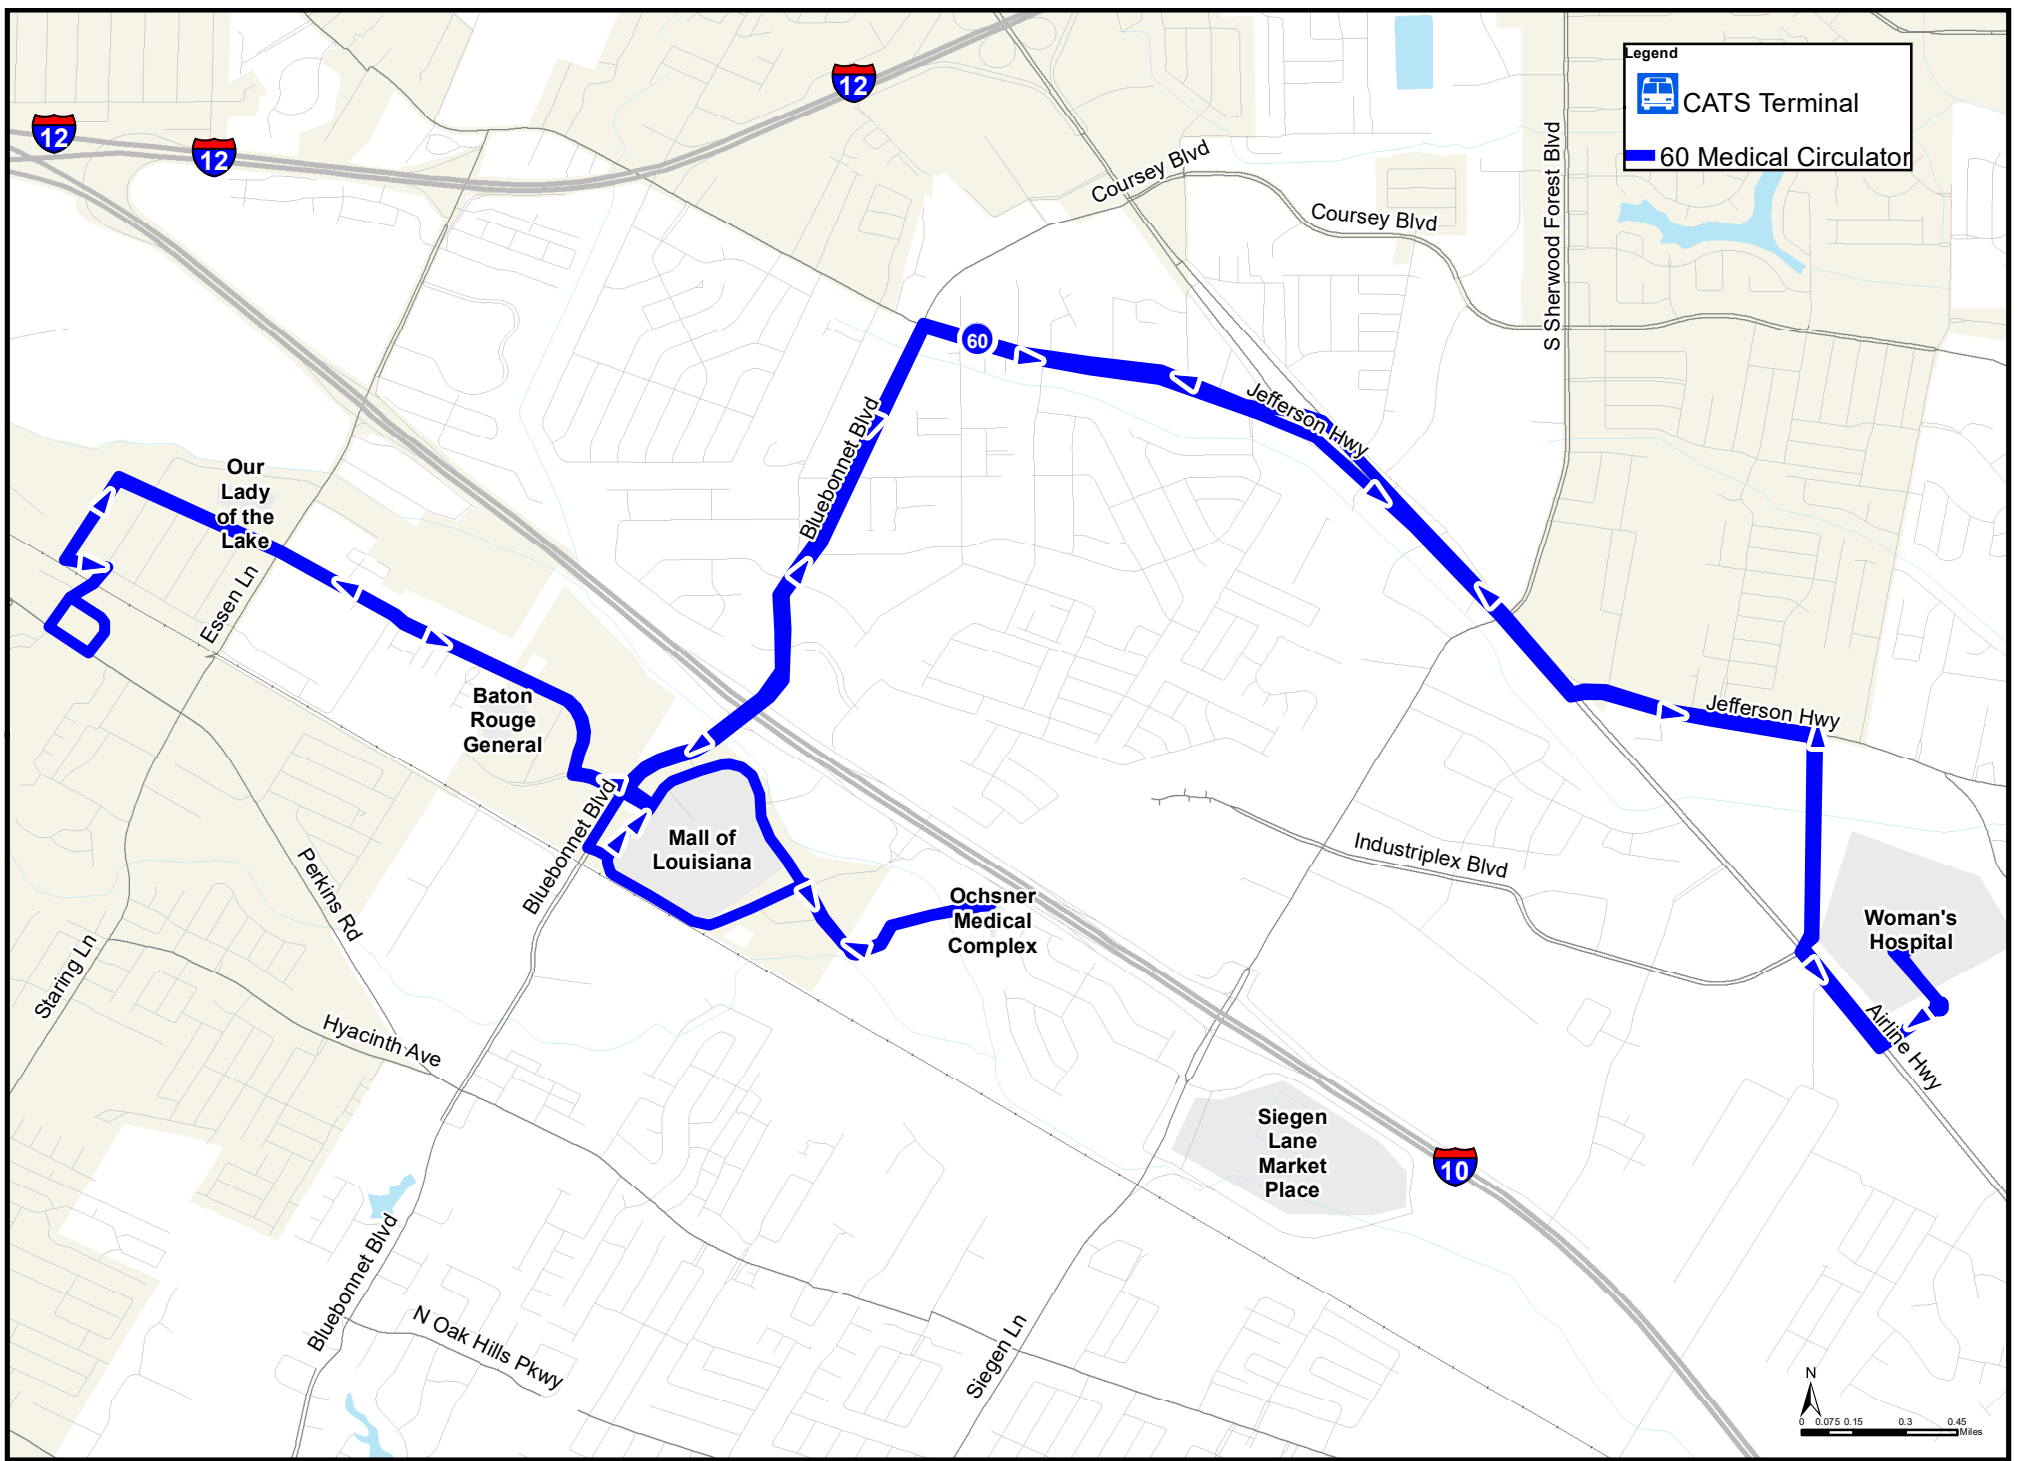 12
12
12
Legend
CATS Terminal
60 Medical Circulator
Coursey Blvd
Coursey Blvd
S Sherwood Forest Blvd
60
Jefferson Hwy
Bluebonnet Blvd
Our
Lady
of the
Lake
Essen Ln
Baton
Rouge
General
Jefferson Hwy
Bluebonnet Blvd
Mall of
Louisiana
Industriplex Blvd
Perkins Rd
Ochsner
Medical
Complex
Woman's
Hospital
Staring Ln
Hyacinth Ave
Airline Hwy
Siegen
Lane
Market
Place
10
Bluebonnet Blvd
N Oak Hills Pkwy
Siegen Ln
N
0 0.075 0.15 0.3 0.45
Miles